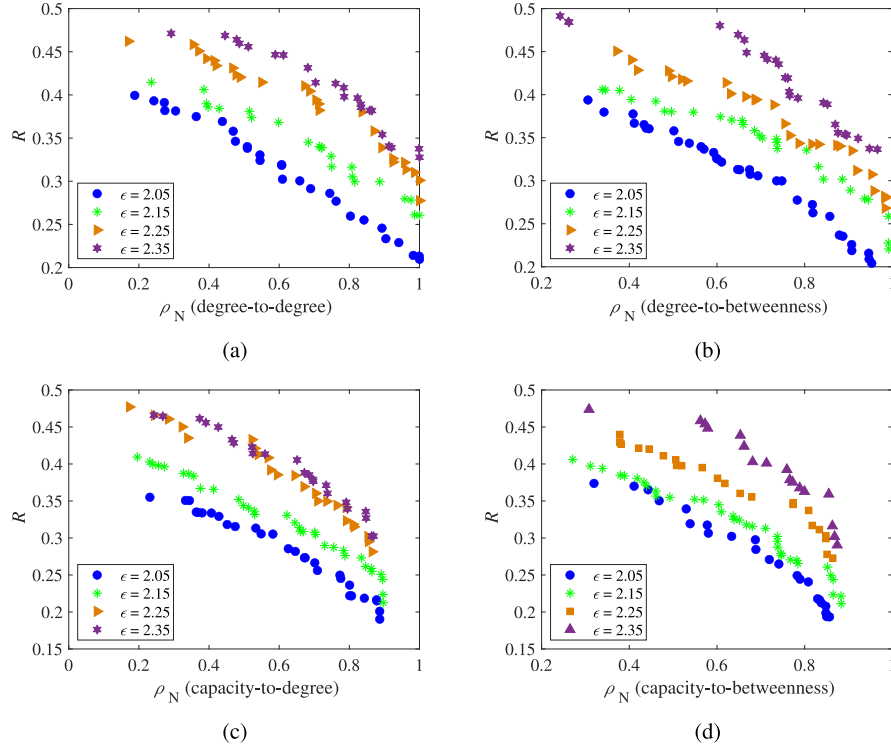 0.5
0.45
0.4
0.35
0.3
0.25
0.2
R
ϵ = 2.05
ϵ = 2.15
ϵ = 2.25
ϵ = 2.35
0 0.2 0.4 0.6 0.8 1
ρ N (degree-to-degree)
(a)
0.5
0.45
0.4
0.35
0.3
0.25
0.2
R
ϵ = 2.05
ϵ = 2.15
ϵ = 2.25
ϵ = 2.35
0.2 0.4 0.6 0.8 1
ρ N (degree-to-betweenness)
(b)
0.5
0.45
0.4
0.35
0.3
0.25
0.2
0.15
R
ϵ = 2.05
ϵ = 2.15
ϵ = 2.25
ϵ = 2.35
0 0.2 0.4 0.6 0.8 1
ρ N (capacity-to-degree)
(c)
0.5
0.45
0.4
0.35
0.3
0.25
0.2
0.15
R
ϵ = 2.05
ϵ = 2.15
ϵ = 2.25
ϵ = 2.35
0.2 0.4 0.6 0.8 1
ρ N (capacity-to-betweenness)
(d)